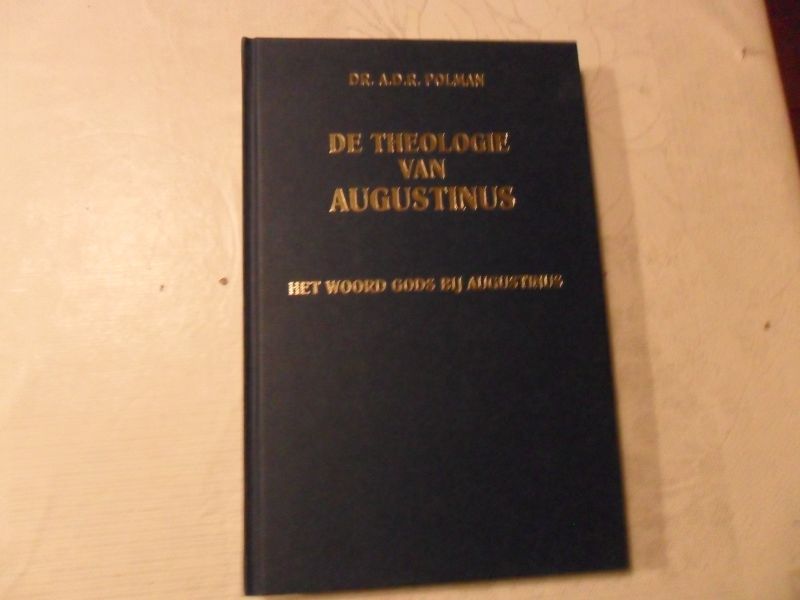 DR. A.D.R. POLMAN
DE THEOLOGIE
VAN
AUGUSTINUS
HET WOORD GODS BIJ AUGUSTINUS